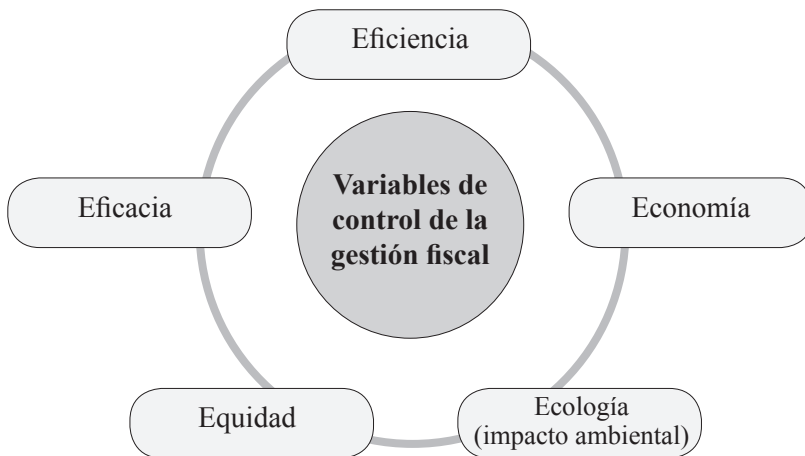 Eficiencia
Eficacia
Variables de
control de la
gestión fiscal
Economía
Equidad
Ecología
(impacto ambiental)